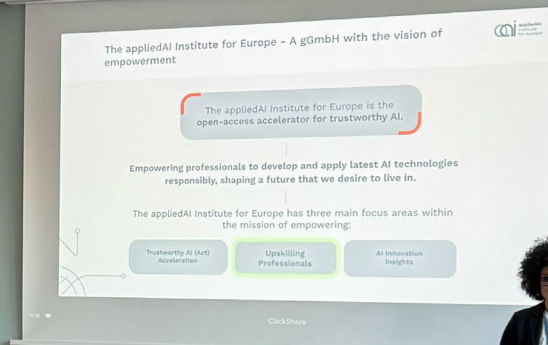 The appliedAI Institute for Europe – A gGmbH with the vision of
empowerment
appliedAI
institute
for europe
The appliedAI Institute for Europe is the
open-access accelerator for trustworthy AI.
Empowering professionals to develop and apply latest AI technologies
responsibly, shaping a future that we desire to live in.
The appliedAI Institute for Europe has three main focus areas within
the mission of empowering:
Trustworthy AI (Act)
Acceleration
Upskilling
Professionals
AI Innovation
Insights
ClickShare